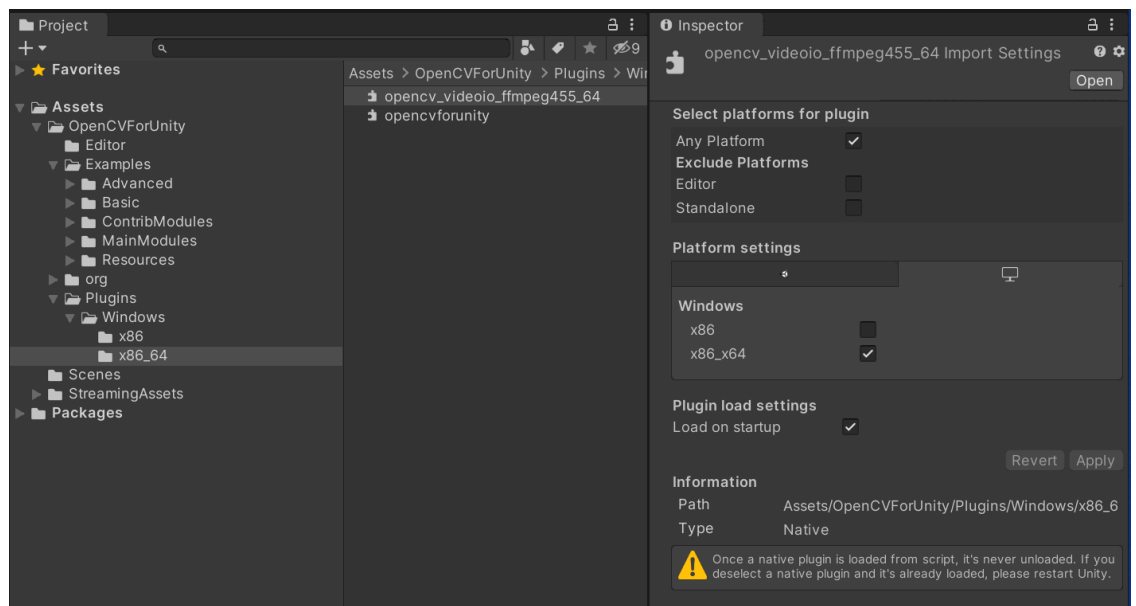 Project
9
Favorites
Assets
OpenCVForUnity
Editor
Examples
Advanced
Basic
ContribModules
MainModules
Resources
org
Plugins
Windows
x86
x86_64
Scenes
StreamingAssets
Packages
Assets > OpenCVForUnity > Plugins > Wi
opencv_videoio_ffmpeg455_64
opencvforunity
Inspector
opencv_videoio_ffmpeg455_64 Import Settings
Open
Select platforms for plugin
Any Platform
Exclude Platforms
Editor
Standalone
Platform settings
Windows
x86
x86_x64
Plugin load settings
Load on startup
Revert Apply
Information
Path Assets/OpenCVForUnity/Plugins/Windows/x86_6
Type Native
Once a native plugin is loaded from script, it's never unloaded. If you
deselect a native plugin and it's already loaded, please restart Unity.